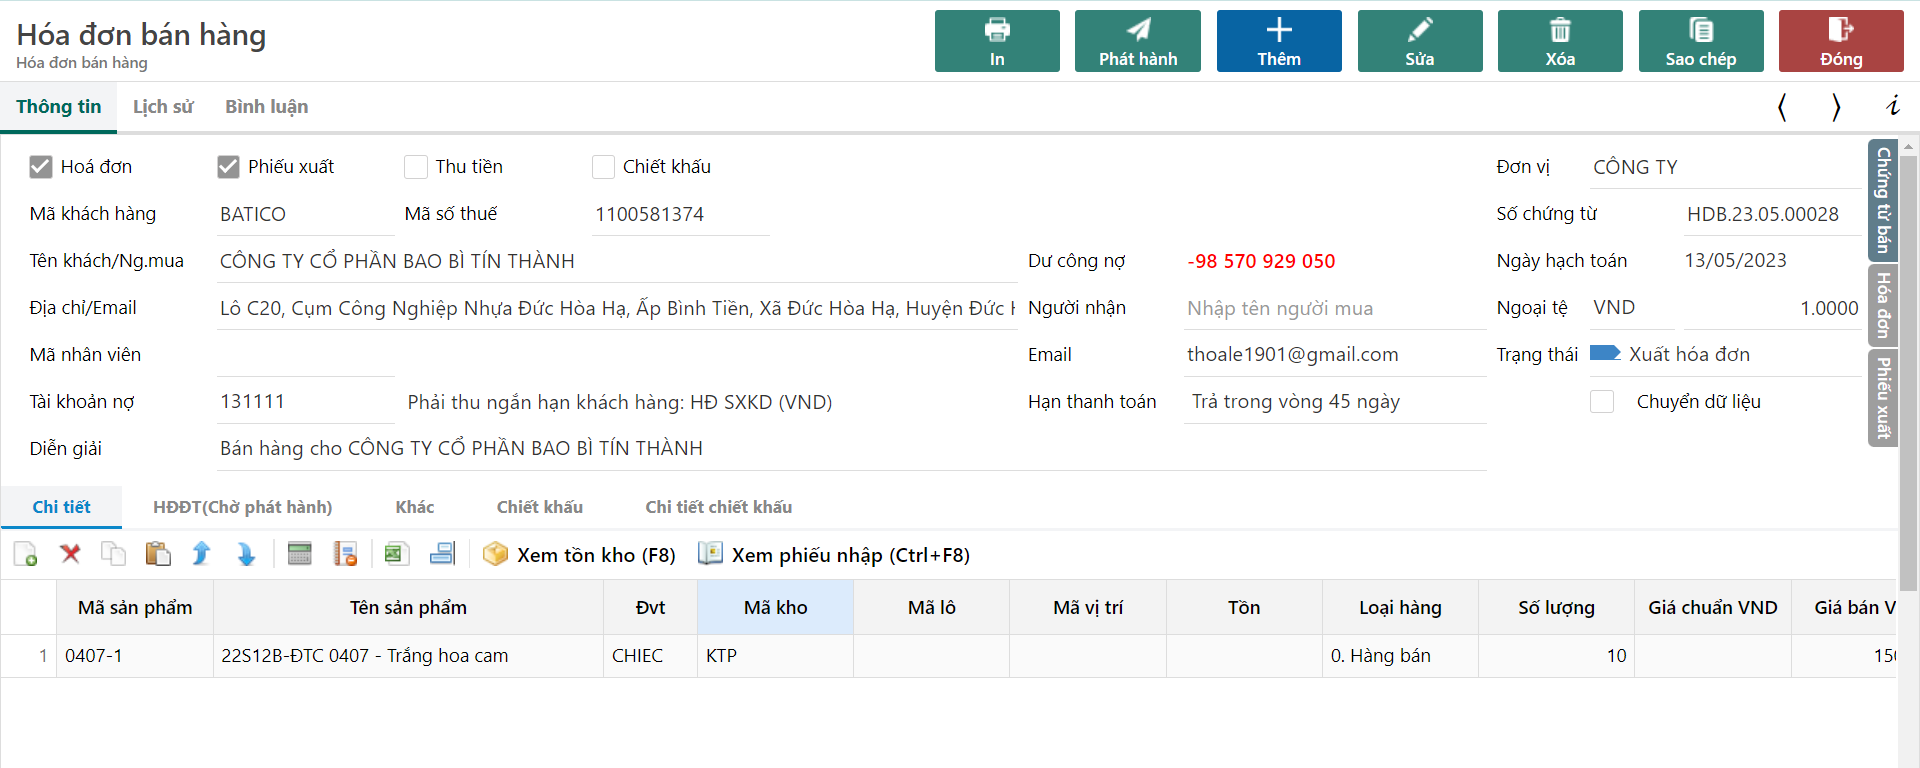 Hóa đơn bán hàng
Hóa đơn bán hàng
In
Phát hành
Thêm
Sửa
Xóa
Sao chép
Đóng
Thông tin
Lịch sử
Bình luận
Hoá đơn
Phiếu xuất
Thu tiền
Chiết khấu
Đơn vị
CÔNG TY
Mã khách hàng
BATICO
Mã số thuế
1100581374
Số chứng từ
HDB.23.05.00028
Tên khách/Ng.mua
CÔNG TY CỔ PHẦN BAO BÌ TÍN THÀNH
Dư công nợ
-98 570 929 050
Ngày hạch toán
13/05/2023
Địa chỉ/Email
Lô C20, Cụm Công Nghiệp Nhựa Đức Hòa Hạ, Ấp Bình Tiền, Xã Đức Hòa Hạ, Huyện Đức
Người nhận
Nhập tên người mua
Ngoại tệ
VND
1.0000
Mã nhân viên
Email
thoale1901@gmail.com
Trạng thái
Xuất hóa đơn
Tài khoản nợ
131111
Phải thu ngắn hạn khách hàng: HĐ SXKD (VND)
Hạn thanh toán
Trả trong vòng 45 ngày
Chuyển dữ liệu
Diễn giải
Bán hàng cho CÔNG TY CỔ PHẦN BAO BÌ TÍN THÀNH
Chứng từ bán
Hóa đơn
Phiếu xuất
Chi tiết
HĐĐT(Chờ phát hành)
Khác
Chiết khấu
Chi tiết chiết khấu
Xem tồn kho (F8)
Xem phiếu nhập (Ctrl+F8)
Mã sản phẩm
Tên sản phẩm
Đvt
Mã kho
Mã lô
Mã vị trí
Tồn
Loại hàng
Số lượng
Giá chuẩn VND
Giá bán V
1
0407-1
22S12B-ĐTC 0407 - Trắng hoa cam
CHIEC
KTP
0. Hàng bán
10